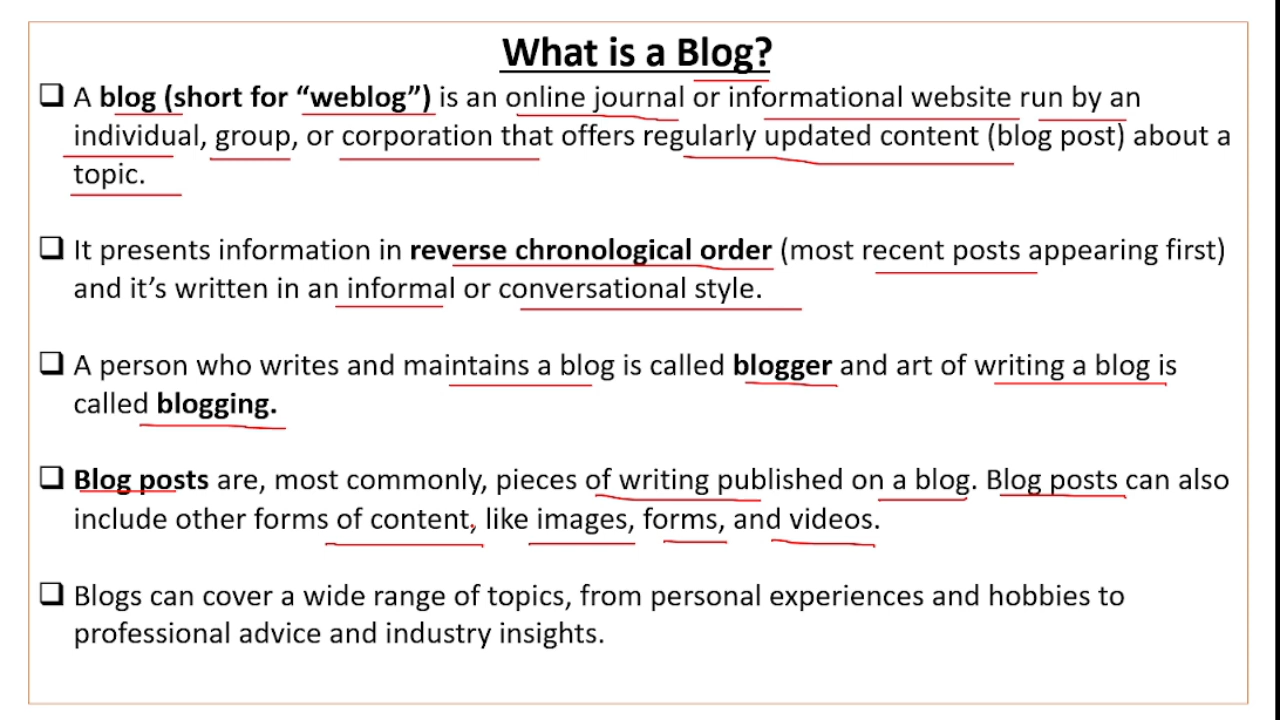 What is a Blog?
❑ A blog (short for “weblog”) is an online journal or informational website run by an
individual, group, or corporation that offers regularly updated content (blog post) about a
topic.
❑ It presents information in reverse chronological order (most recent posts appearing first)
and it’s written in an informal or conversational style.
❑ A person who writes and maintains a blog is called blogger and art of writing a blog is
called blogging.
❑ Blog posts are, most commonly, pieces of writing published on a blog. Blog posts can also
include other forms of content, like images, forms, and videos.
❑ Blogs can cover a wide range of topics, from personal experiences and hobbies to
professional advice and industry insights.